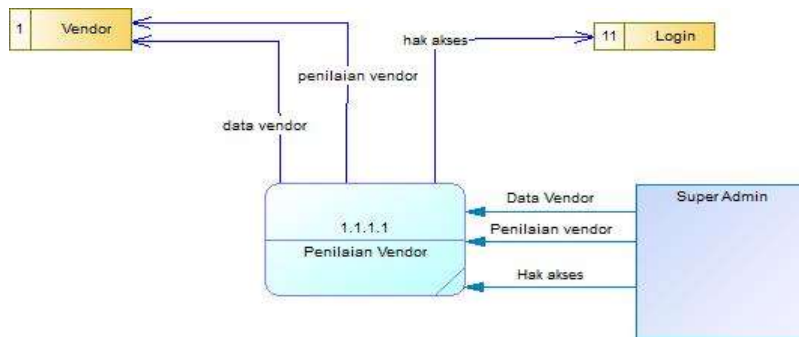 1 Vendor
hak akses
11 Login
penilaian vendor
data vendor
Data Vendor
Super Admin
1.1.1.1
Penilaian vendor
Penilaian Vendor
Hak akses